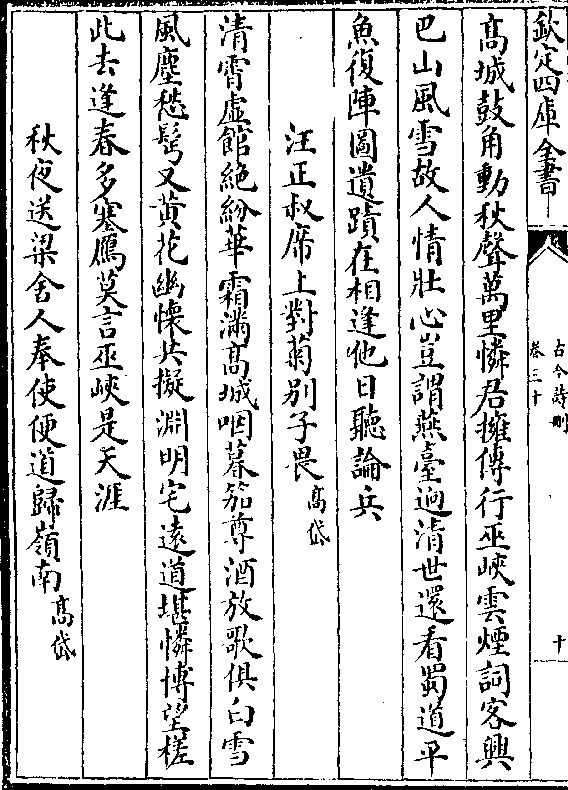 欽定四庫全書
古今詩刪
卷三十
十
高城鼓角動秋聲萬里憐君擁傳行巫峽雲煙詞客興
巴山風雪故人情壯心豈謂燕臺迥清世還看蜀道平
魚復陣圖遺蹟在相逢他日聽論兵
汪正叔席上對菊別子畏 高岱
清霄虛館絶紛華霜滿高城咽暮笳尊酒放歌俱白雪
風塵愁鬂又黄花幽懷共擬淵明宅遠道堪憐博望槎
此去逢春多塞鴈莫言巫峽是天涯
秋夜送梁舍人奉使便道歸嶺南 高岱